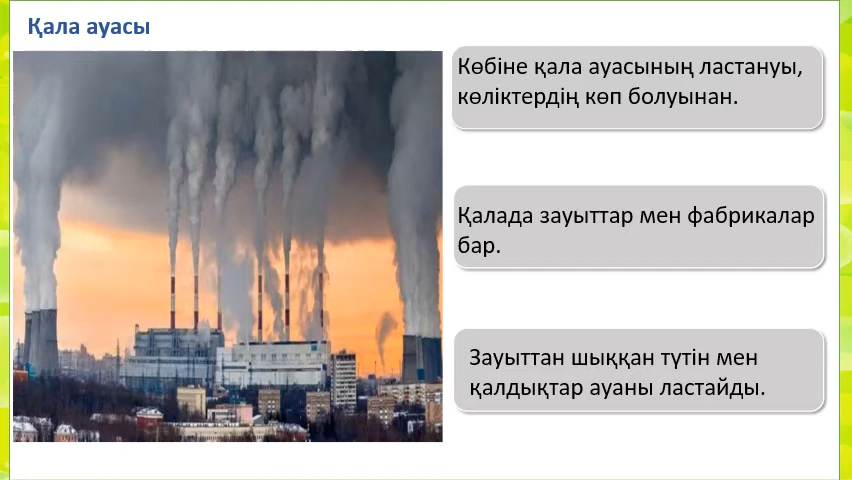 Қала ауасы
Көбіне қала ауасының ластануы,
көліктердің көп болуынан.
Қалада зауыттар мен фабрикалар
бар.
Зауыттан шыққан түтін мен
қалдықтар ауаны ластайды.